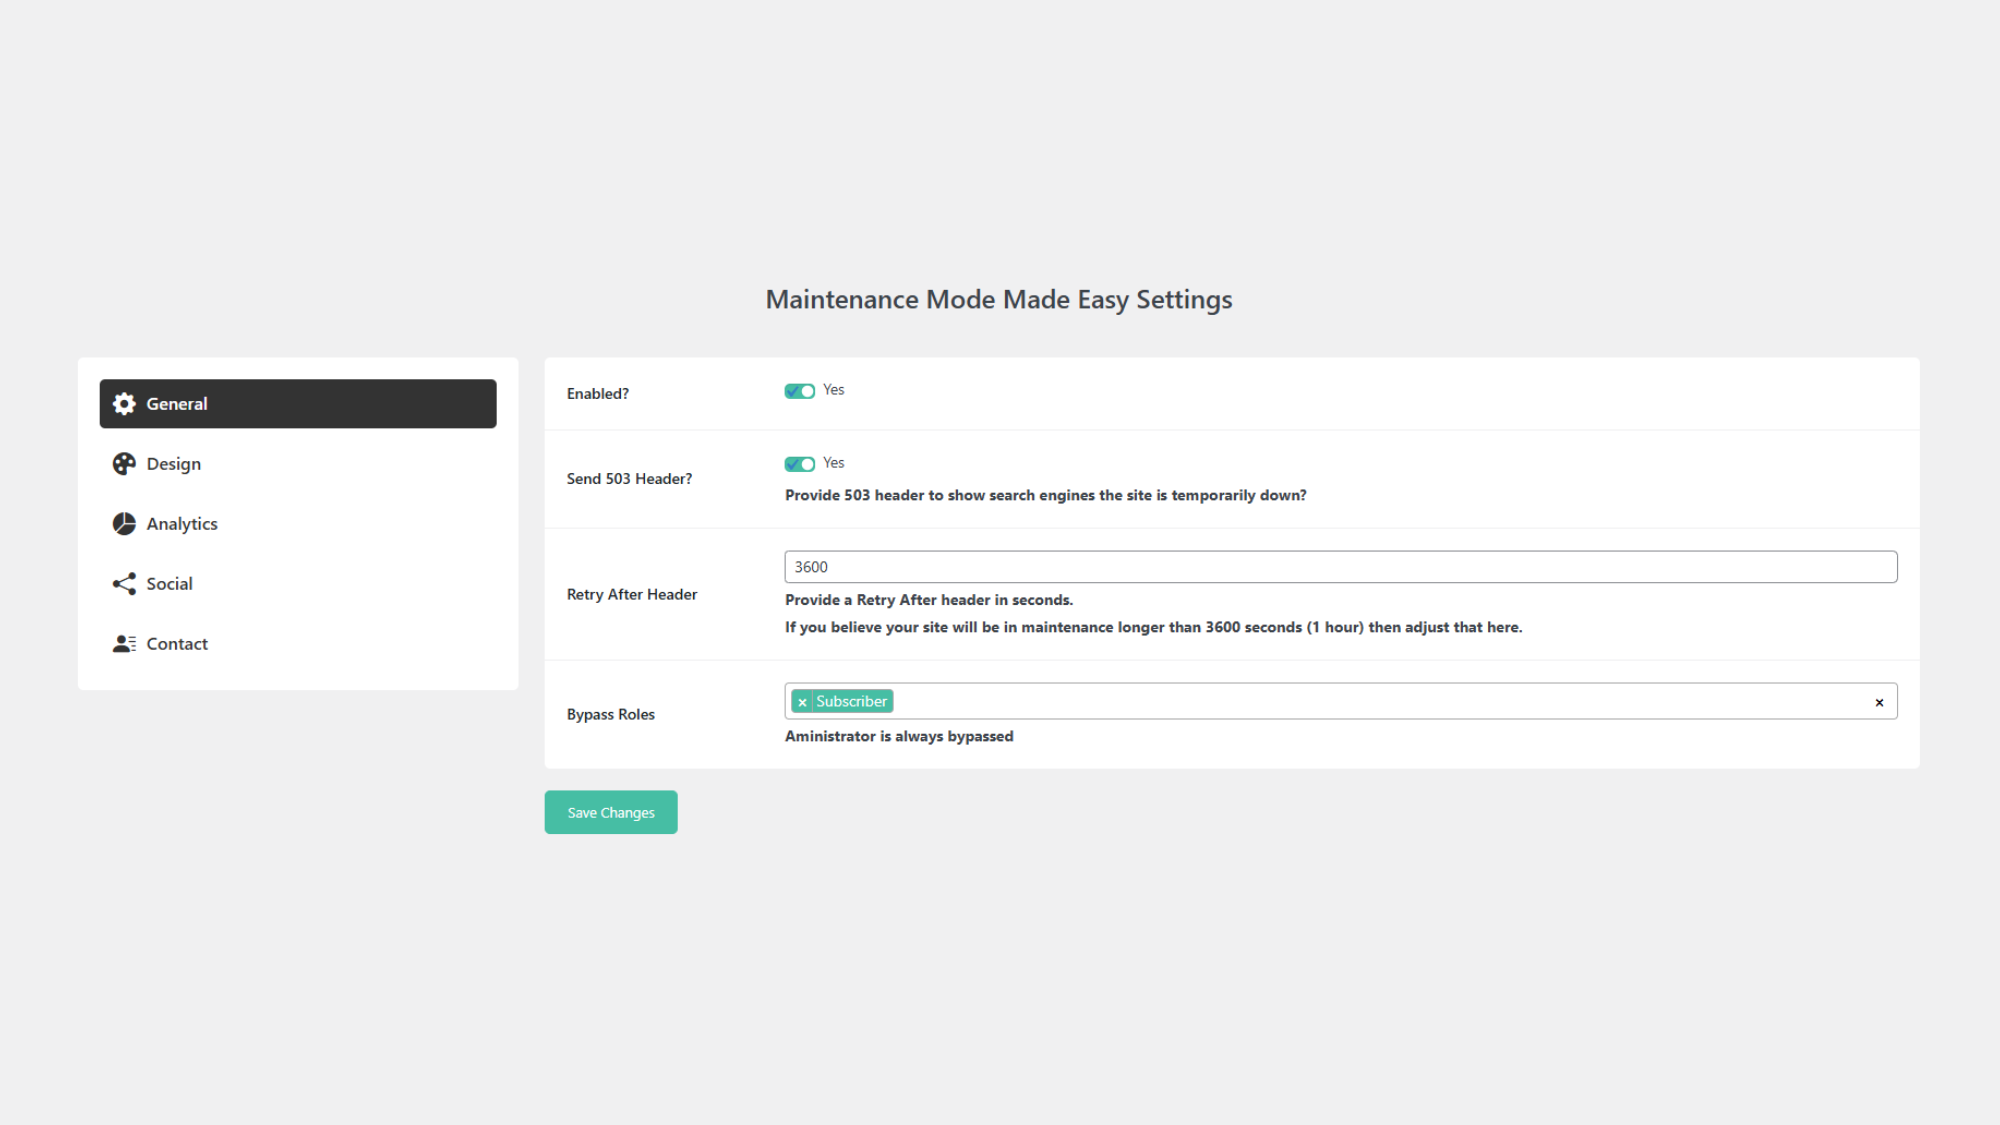 Maintenance Mode Made Easy Settings
General
Design
Analytics
Social
Contact
Enabled?
Yes
Send 503 Header?
Yes
Provide 503 header to show search engines the site is temporarily down?
Retry After Header
3600
Provide a Retry After header in seconds.
If you believe your site will be in maintenance longer than 3600 seconds (1 hour) then adjust that here.
Bypass Roles
× Subscriber ×
Aministrator is always bypassed
Save Changes